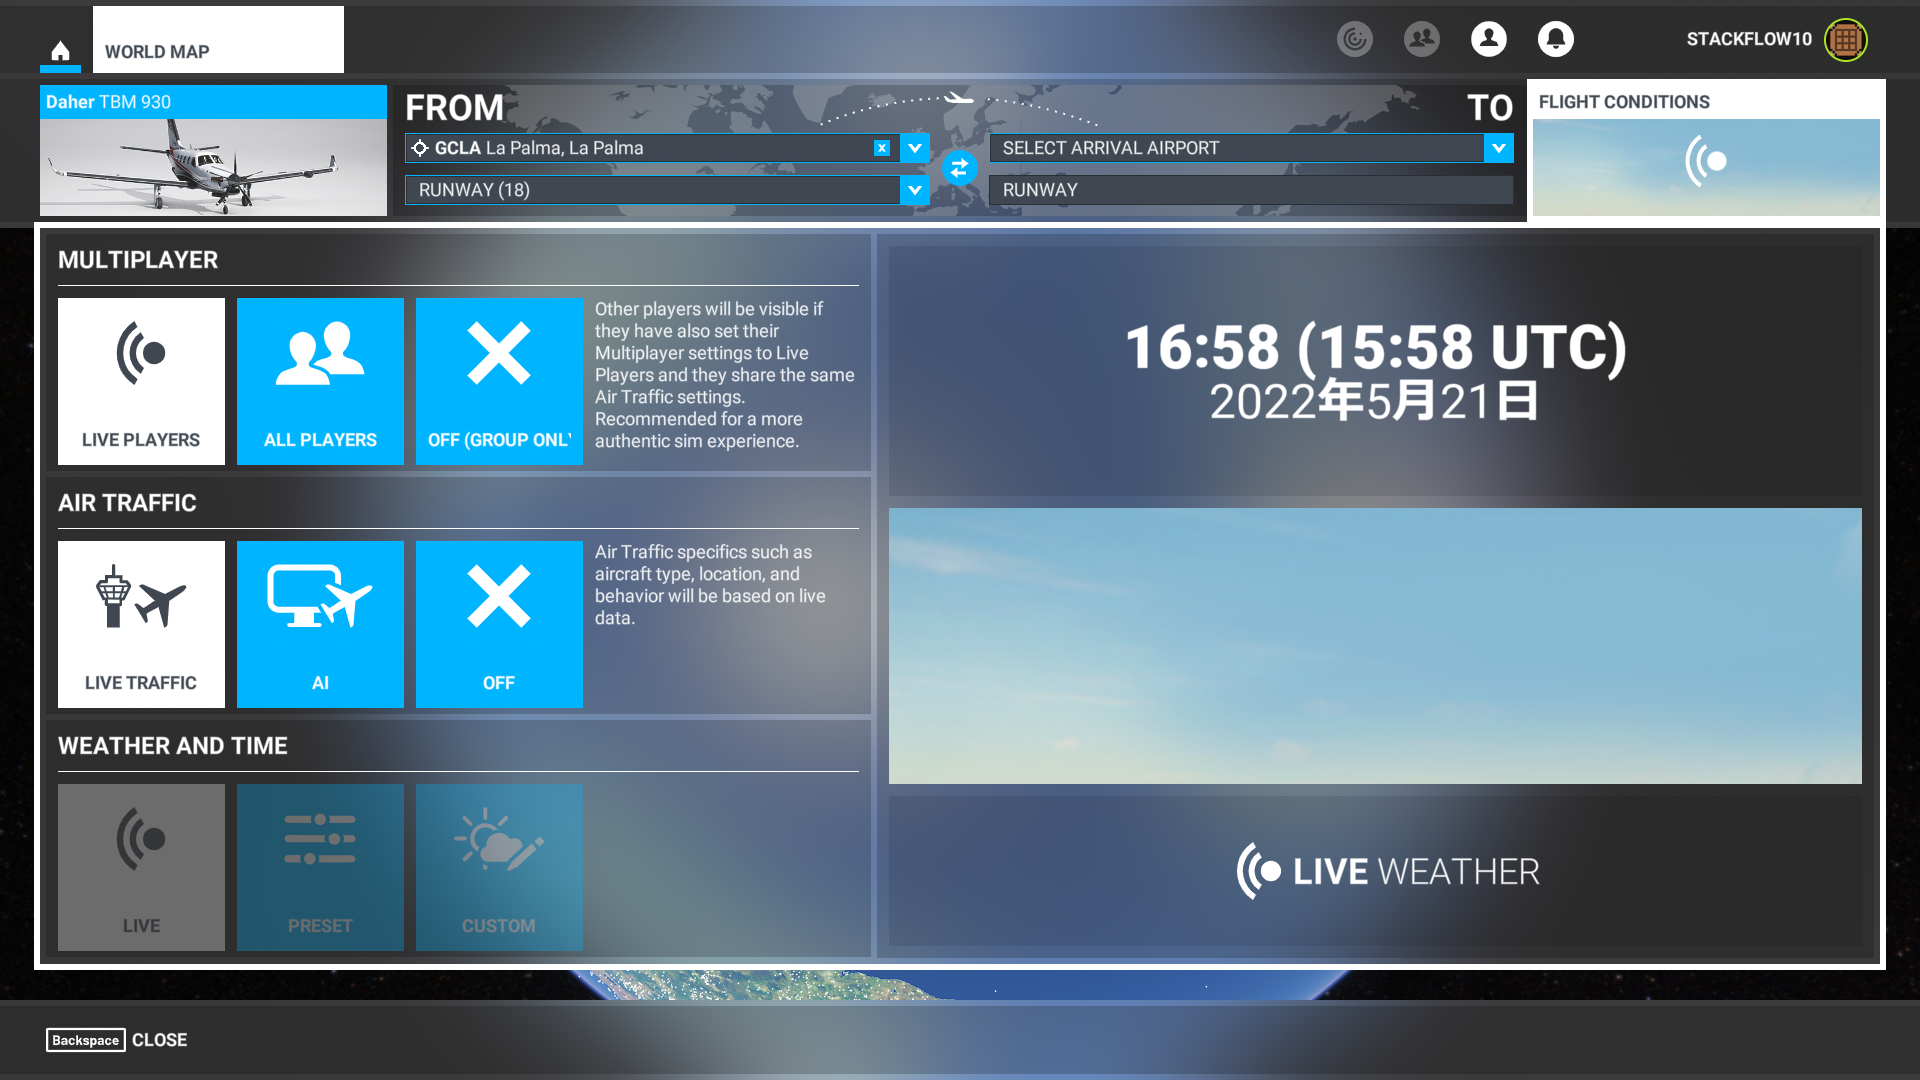 WORLD MAP
STACKFLOW10
Daher TBM 930
FROM
TO
GCLA La Palma, La Palma
RUNWAY (18)
SELECT ARRIVAL AIRPORT
RUNWAY
FLIGHT CONDITIONS
MULTIPLAYER
LIVE PLAYERS
ALL PLAYERS
OFF (GROUP ONLY
Other players will be visible if
they have also set their
Multiplayer settings to Live
Players and they share the same
Air Traffic settings.
Recommended for a more
authentic sim experience.
AIR TRAFFIC
LIVE TRAFFIC
AI
OFF
Air Traffic specifics such as
aircraft type, location, and
behavior will be based on live
data.
WEATHER AND TIME
LIVE
PRESET
CUSTOM
16:58 (15:58 UTC)
2022年5月21日
LIVE WEATHER
Backspace CLOSE